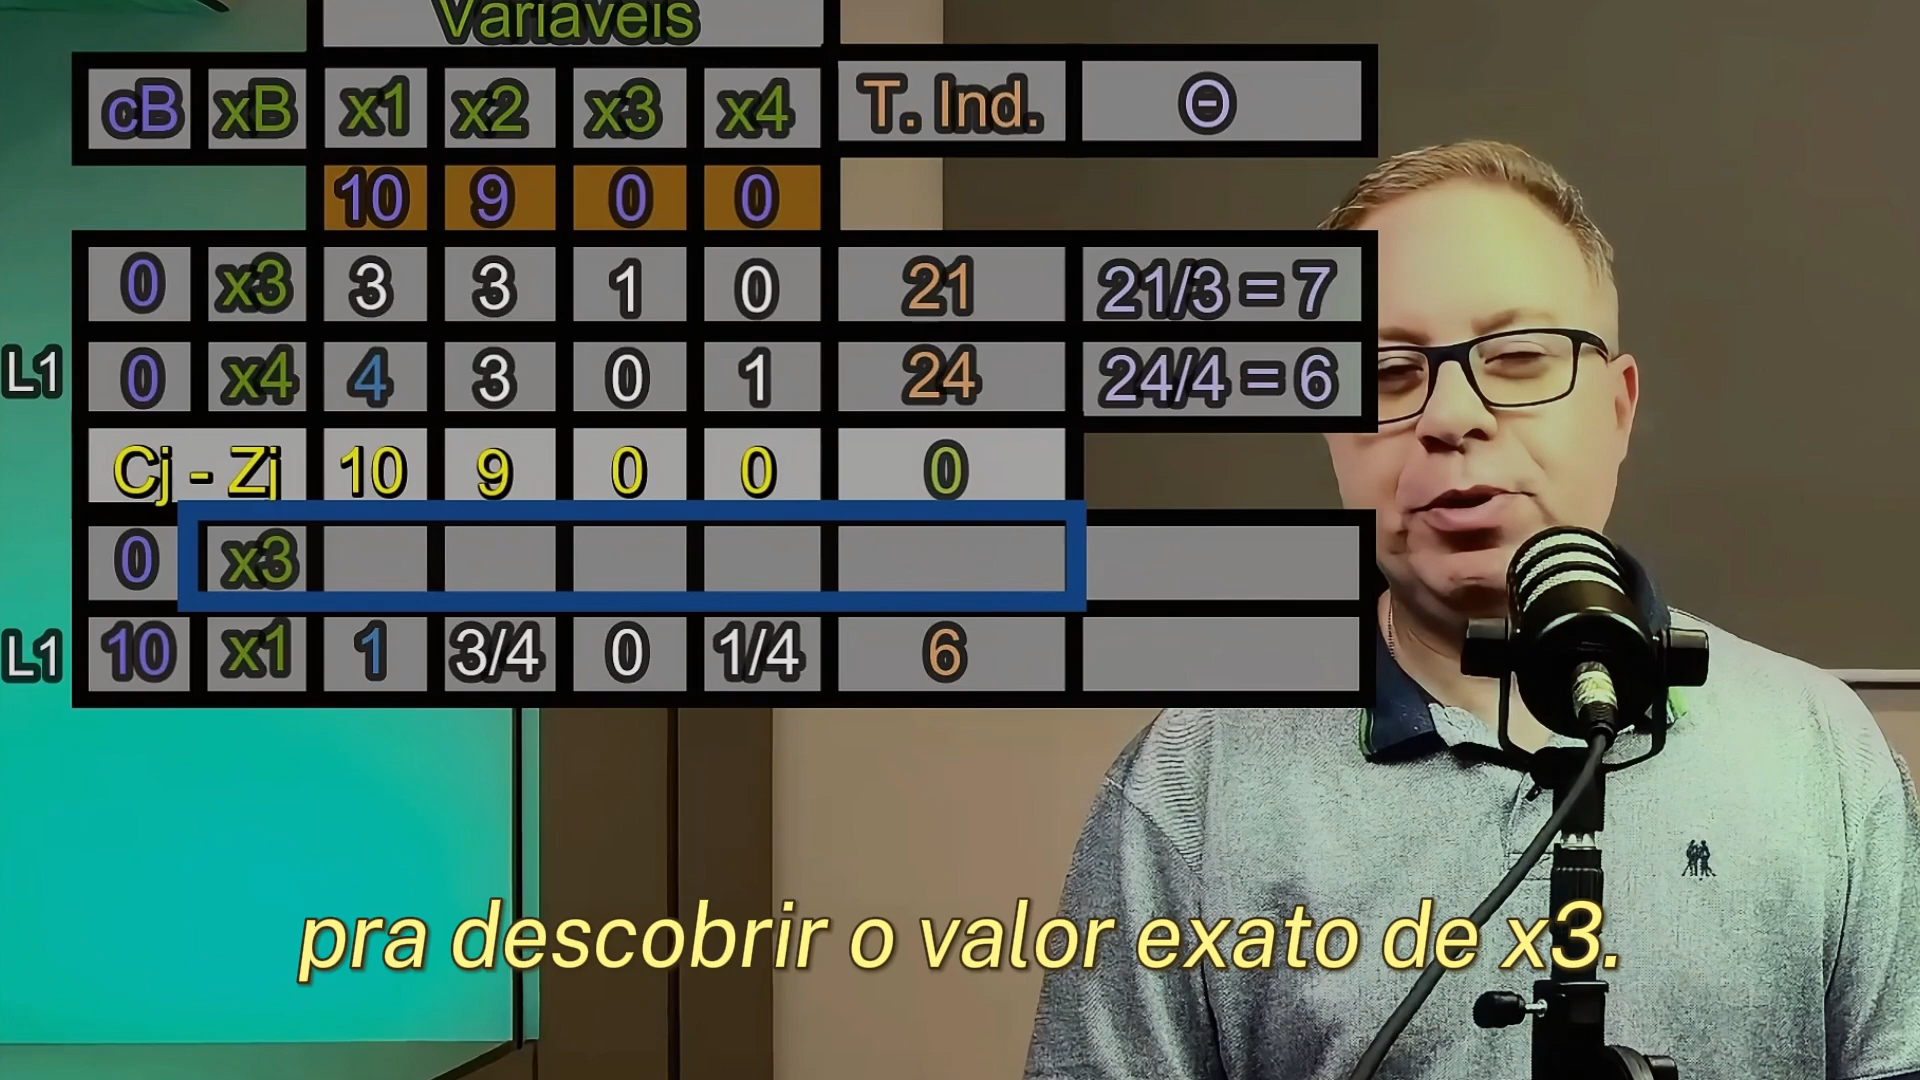 Variáveis
cB xB x1 x2 x3 x4 T. Ind. Θ
10 9 0 0
0 x3 3 3 1 0 21 21/3 = 7
L1 0 x4 4 3 0 1 24 24/4 = 6
Cj - Zj 10 9 0 0 0
0 x3
L1 10 x1 1 3/4 0 1/4 6
pra descobrir o valor exato de x3.